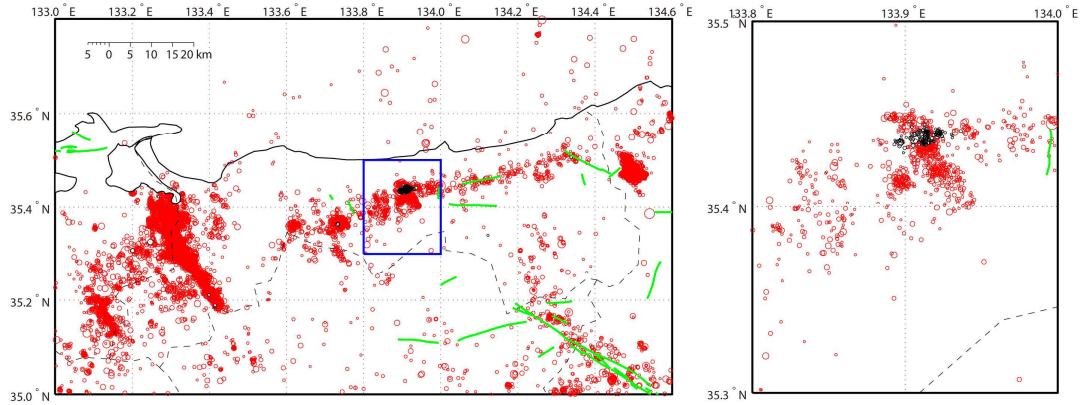 133.0 ° E 133.2 ° E 133.4 ° E 133.6 ° E 133.8 ° E 134.0 ° E 134.2 ° E 134.4 ° E 134.6 ° E
5 0 5 10 15 20 km
35.6 ° N
35.4 ° N
35.2 ° N
35.0 ° N
133.8 ° E 133.9 ° E 134.0 ° E
35.5 ° N
35.4 ° N
35.3 ° N